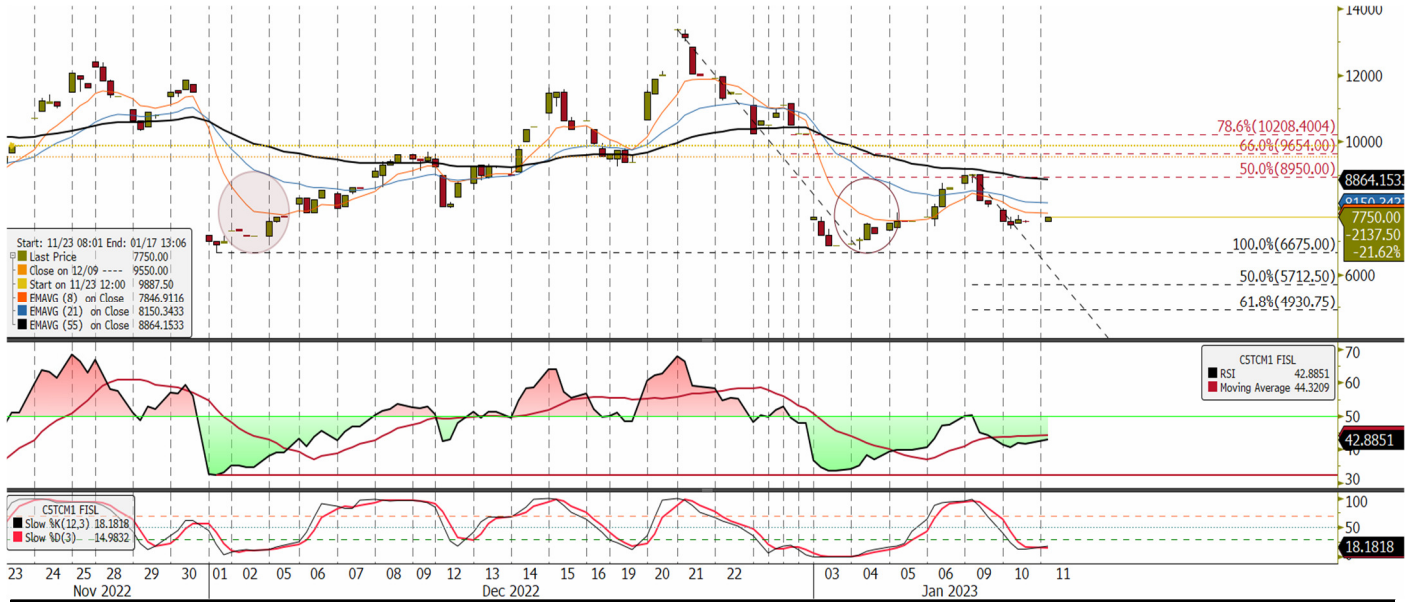 14000
12000
10000
6000
78.6%(10208.4004)
66.0%(9654.00)
50.0%(8950.00)
8864.1533
7750.00
-2137.50
-21.62%
100.0%(6675.00)
50.0%(5712.50)
61.8%(4930.75)
Start: 11/23 08:01 End: 01/17 13:06
Last Price 7750.00
Close on 12/09 ---- 9550.00
Start on 11/23 12:00 9887.50
EMAVG (8) on Close 7846.9116
EMAVG (21) on Close 8150.3433
EMAVG (55) on Close 8864.1533
70
60
50
30
C5TCM1 FISL
RSI 42.8851
Moving Average 44.3209
42.8851
100
50
C5TCM1 FISL
Slow %K(12,3) 18.1818
Slow %D(3) 14.9832
18.1818
23 24 25 28 29 30 01 02 05 06 07 08 09 12 13 14 15 16 19 20 21 22 03 04 05 06 09 10 11
Nov 2022 Dec 2022 Jan 2023